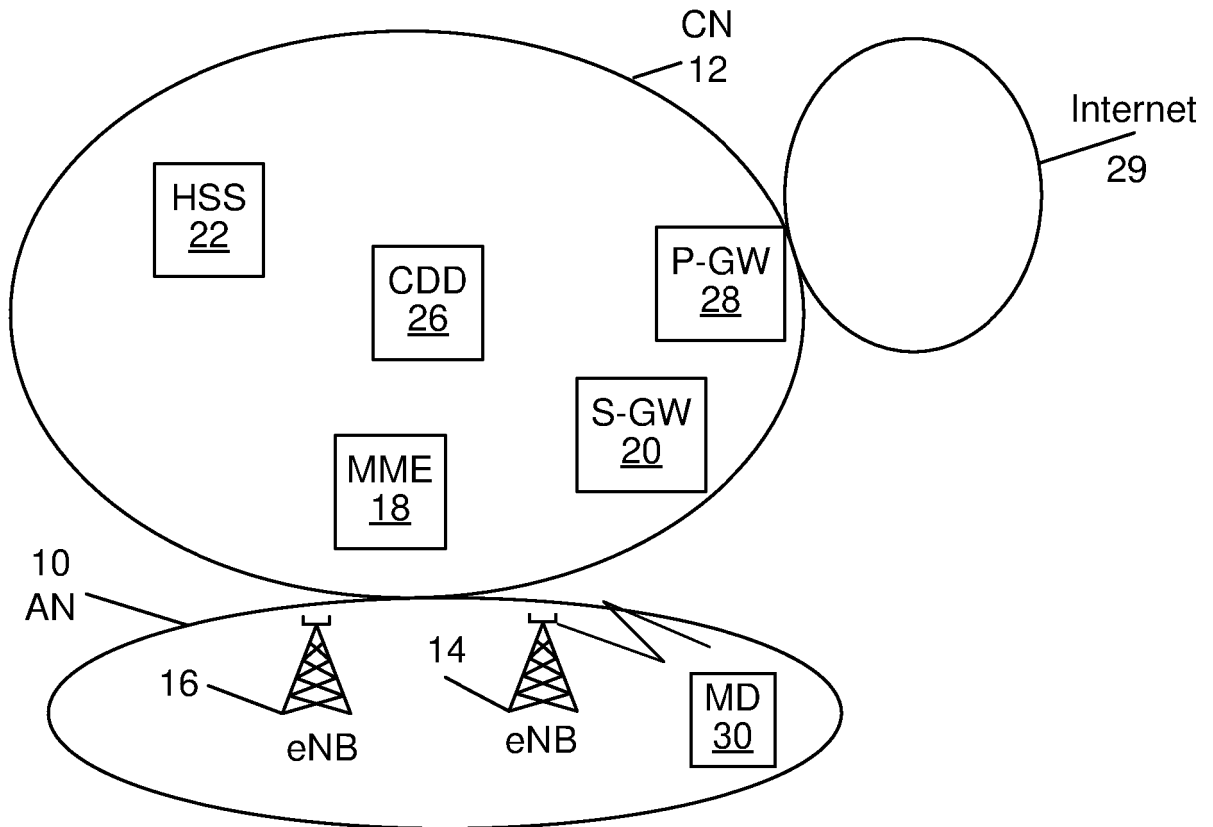 CN
12
Internet
29
HSS
22
CDD
26
P-GW
28
S-GW
20
MME
18
10
AN
16
eNB
14
eNB
MD
30